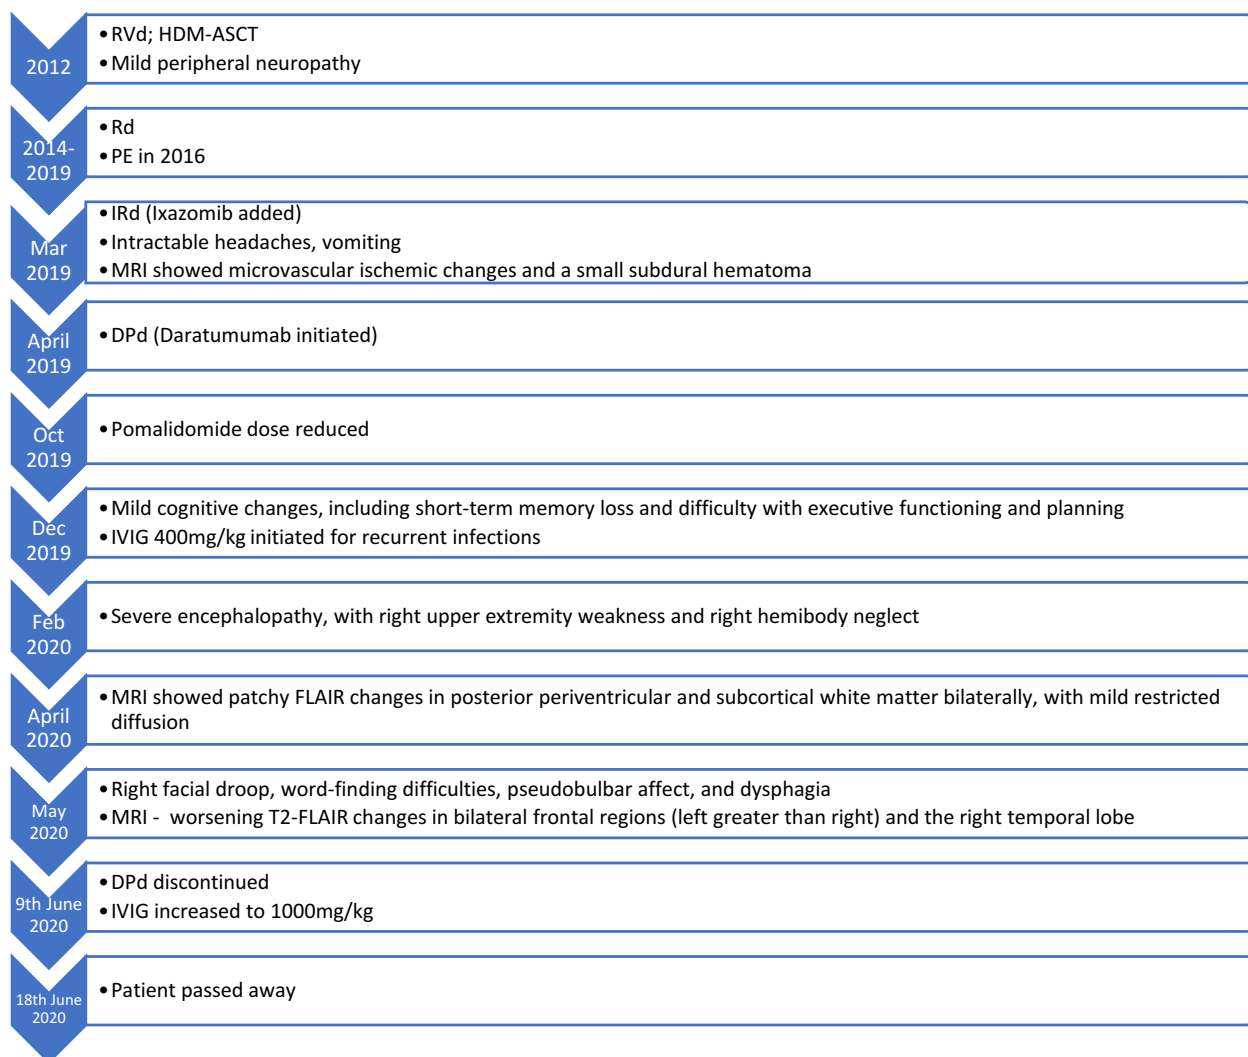 2012
• RVd; HDM-ASCT
• Mild peripheral neuropathy
2014-
2019
• Rd
• PE in 2016
Mar
2019
• IRd (Ixazomib added)
• Intractable headaches, vomiting
• MRI showed microvascular ischemic changes and a small subdural hematoma
April
2019
• DPd (Daratumumab initiated)
Oct
2019
• Pomalidomide dose reduced
Dec
2019
• Mild cognitive changes, including short-term memory loss and difficulty with executive functioning and planning
• IVIG 400mg/kg initiated for recurrent infections
Feb
2020
• Severe encephalopathy, with right upper extremity weakness and right hemibody neglect
April
2020
• MRI showed patchy FLAIR changes in posterior periventricular and subcortical white matter bilaterally, with mild restricted
diffusion
May
2020
• Right facial droop, word-finding difficulties, pseudobulbar affect, and dysphagia
• MRI - worsening T2-FLAIR changes in bilateral frontal regions (left greater than right) and the right temporal lobe
9th June
2020
• DPd discontinued
• IVIG increased to 1000mg/kg
18th June
2020
• Patient passed away